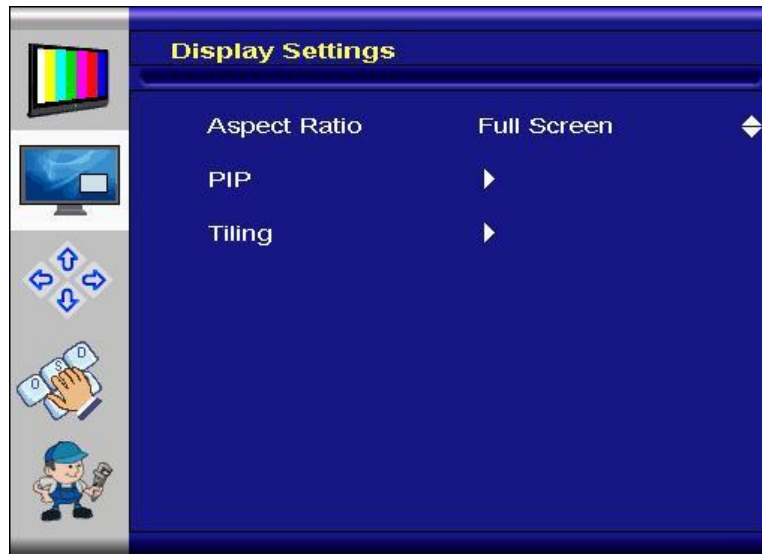 Display Settings
Aspect Ratio Full Screen
PIP
Tiling
O S D